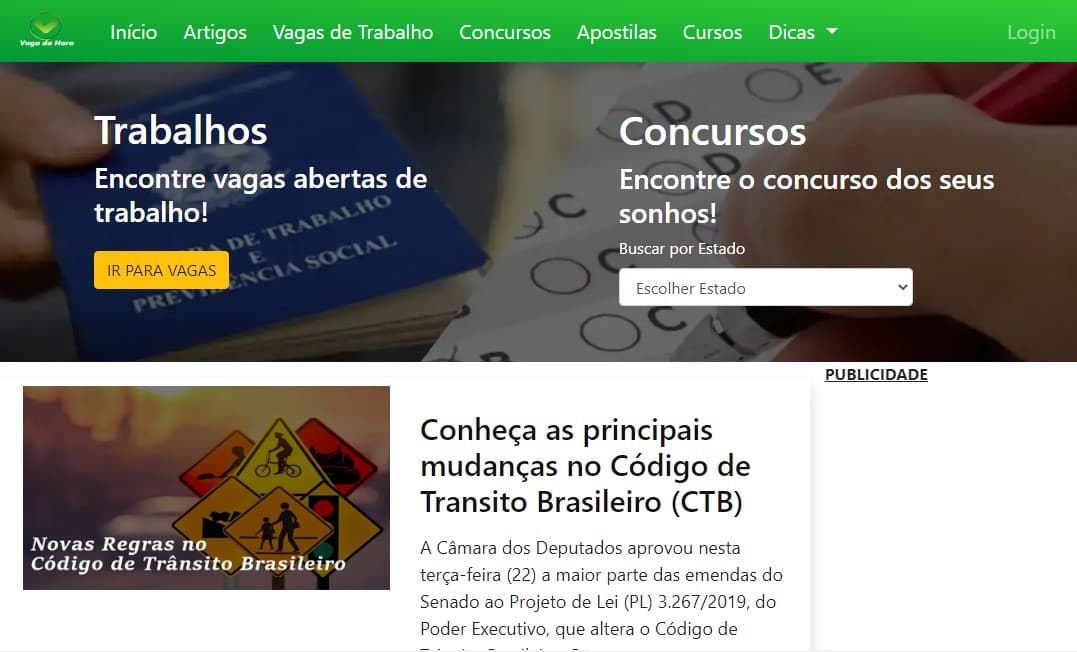 Vaga da Hora
Início
Artigos
Vagas de Trabalho
Concursos
Apostilas
Cursos
Dicas
Login
Trabalhos
Encontre vagas abertas de
trabalho!
IR PARA VAGAS
DE TRABALHO
E
PREVIDÊNCIA SOCIAL
Concursos
Encontre o concurso dos seus
sonhos!
Buscar por Estado
Escolher Estado
E
D
D
C
C
C
B
PUBLICIDADE
Novas Regras no
Código de Trânsito Brasileiro
Conheça as principais
mudanças no Código de
Transito Brasileiro (CTB)
A Câmara dos Deputados aprovou nesta
terça-feira (22) a maior parte das emendas do
Senado ao Projeto de Lei (PL) 3.267/2019, do
Poder Executivo, que altera o Código de